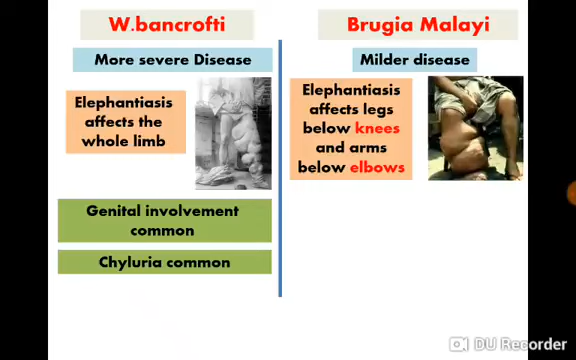 W.bancrofti
More severe Disease
Elephantiasis
affects the
whole limb
Genital involvement
common
Chyluria common
Brugia Malayi
Milder disease
Elephantiasis
affects legs
below knees
and arms
below elbows
DU Recorder